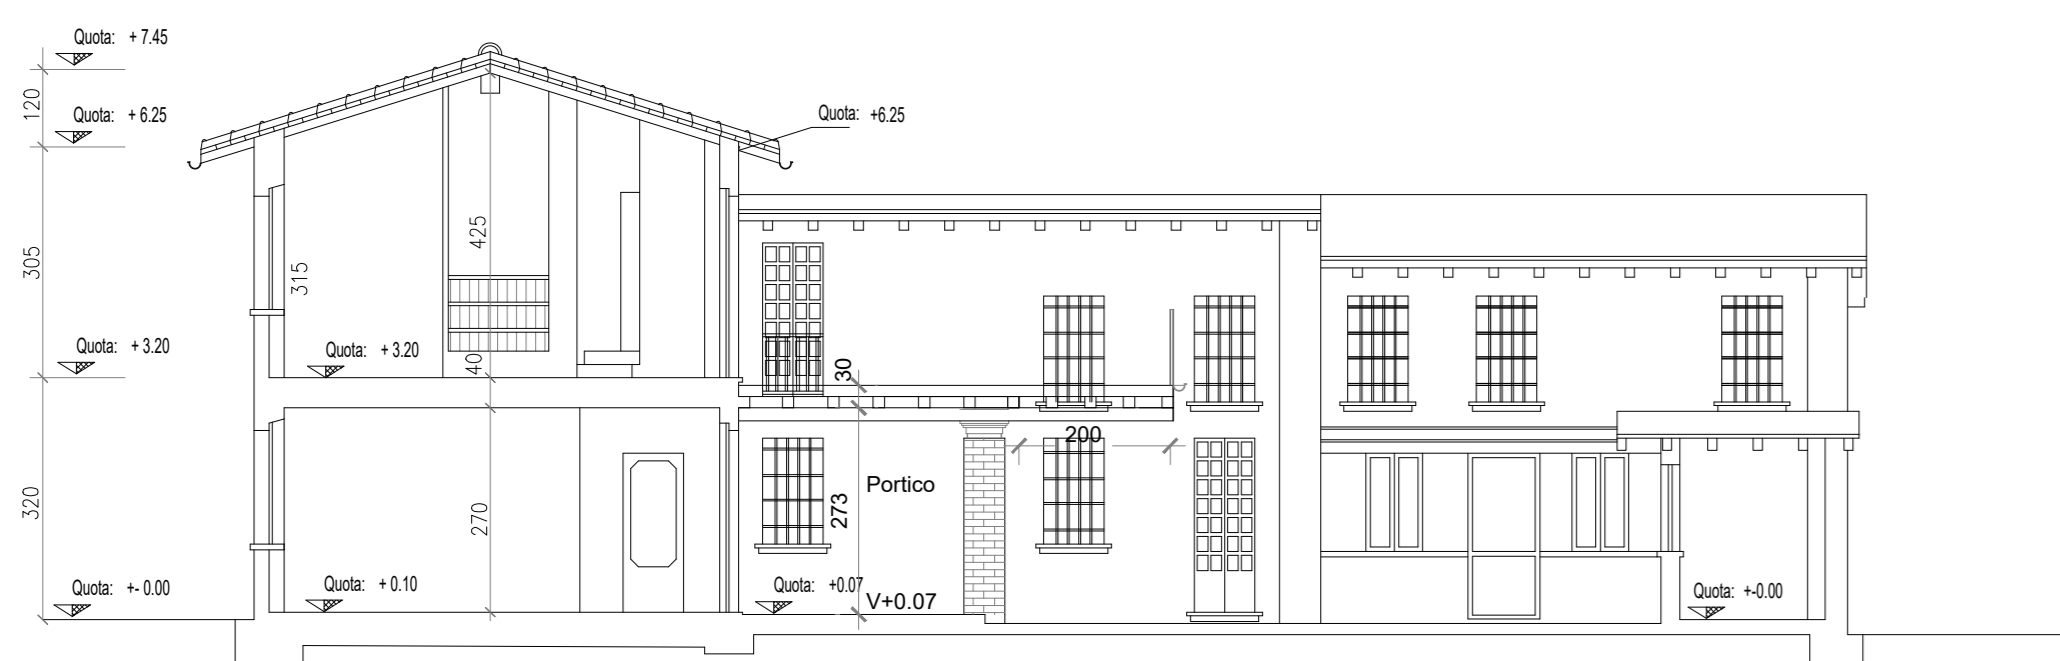 Quota: + 7.45
120
Quota: + 6.25
Quota: +6.25
305
315
425
Quota: + 3.20
Quota: + 3.20
40
30
200
320
270
273
Portico
Quota: +- 0.00
Quota: + 0.10
Quota: +0.07
V+0.07
Quota: +-0.00